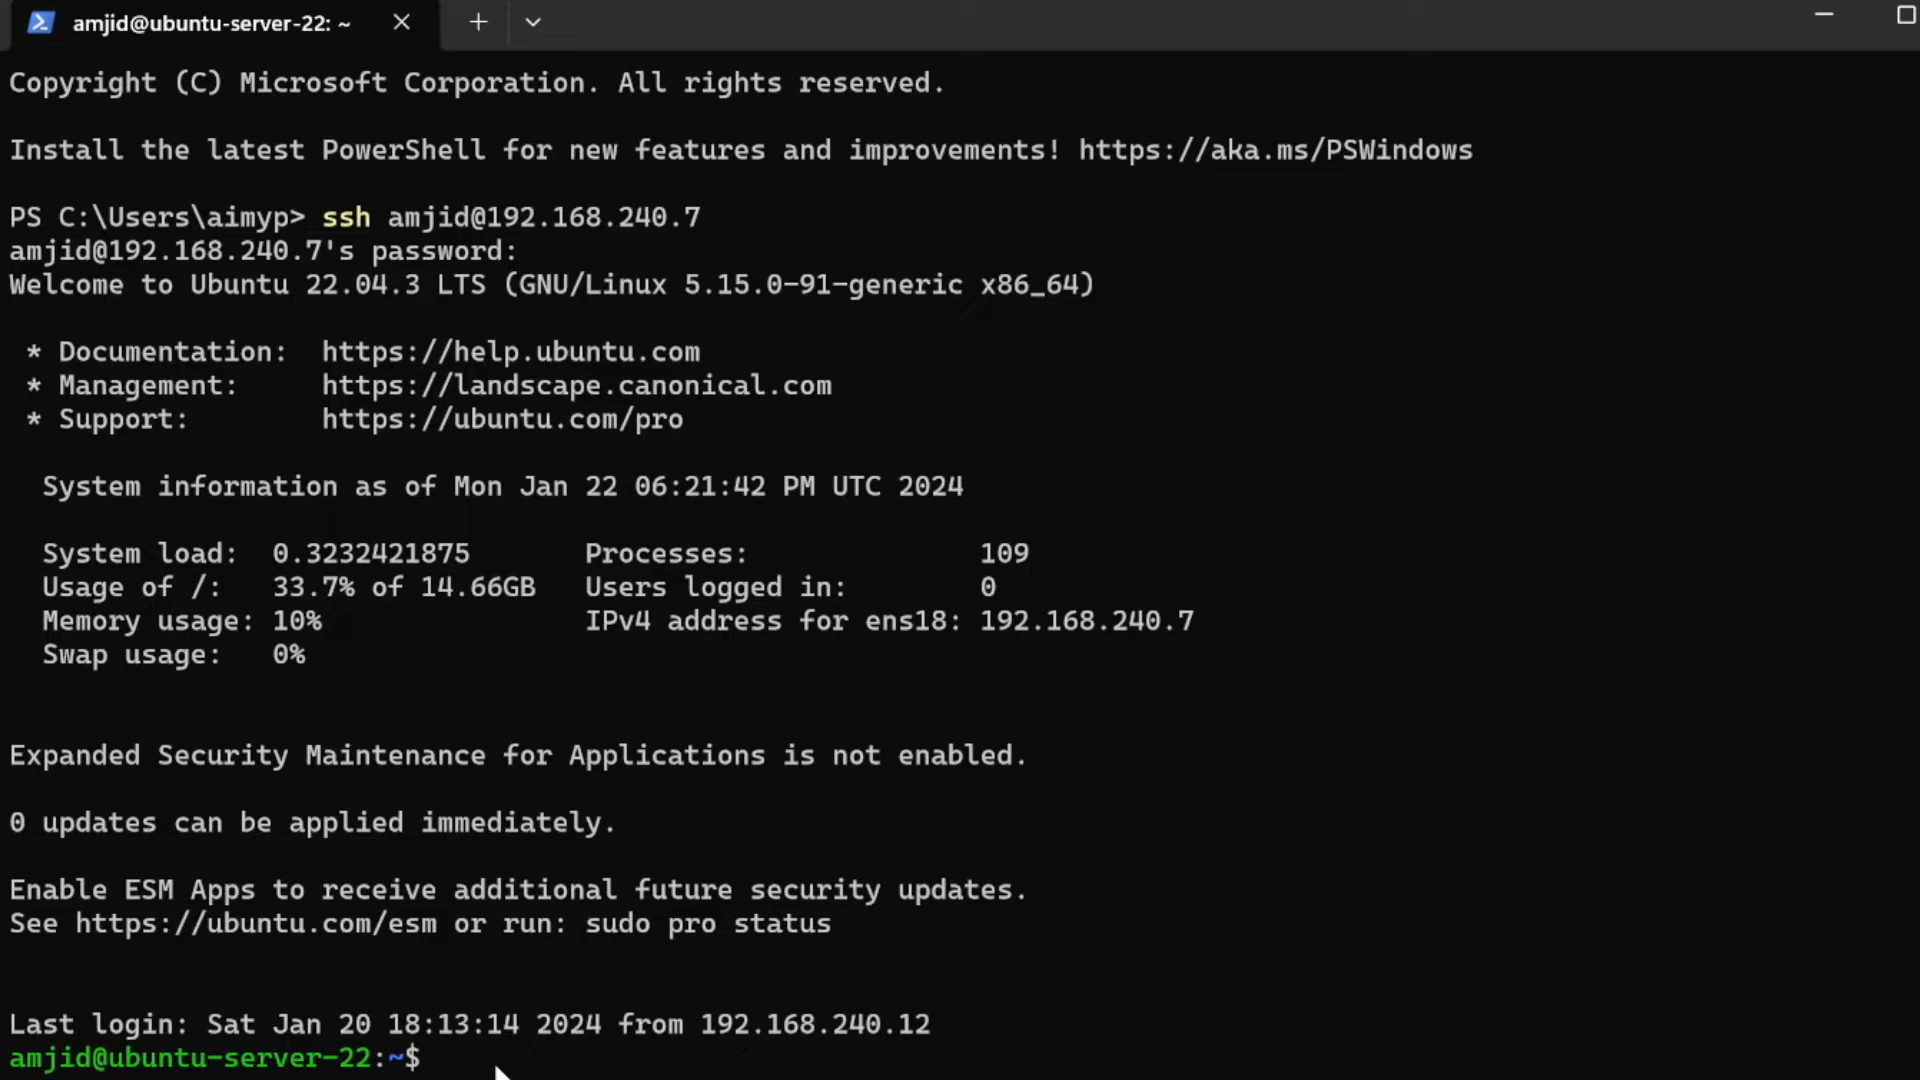 amjid@ubuntu-server-22: ~
Copyright (C) Microsoft Corporation. All rights reserved.
Install the latest PowerShell for new features and improvements! https://aka.ms/PSWindows
PS C:\Users\aimyp> ssh amjid@192.168.240.7
amjid@192.168.240.7's password:
Welcome to Ubuntu 22.04.3 LTS (GNU/Linux 5.15.0-91-generic x86_64)
* Documentation:  https://help.ubuntu.com
* Management:     https://landscape.canonical.com
* Support:        https://ubuntu.com/pro
System information as of Mon Jan 22 06:21:42 PM UTC 2024
System load:  0.3232421875       Processes:              109
Usage of /:   33.7% of 14.66GB   Users logged in:        0
Memory usage: 10%                IPv4 address for ens18: 192.168.240.7
Swap usage:   0%
Expanded Security Maintenance for Applications is not enabled.
0 updates can be applied immediately.
Enable ESM Apps to receive additional future security updates.
See https://ubuntu.com/esm or run: sudo pro status
Last login: Sat Jan 20 18:13:14 2024 from 192.168.240.12
amjid@ubuntu-server-22:~$